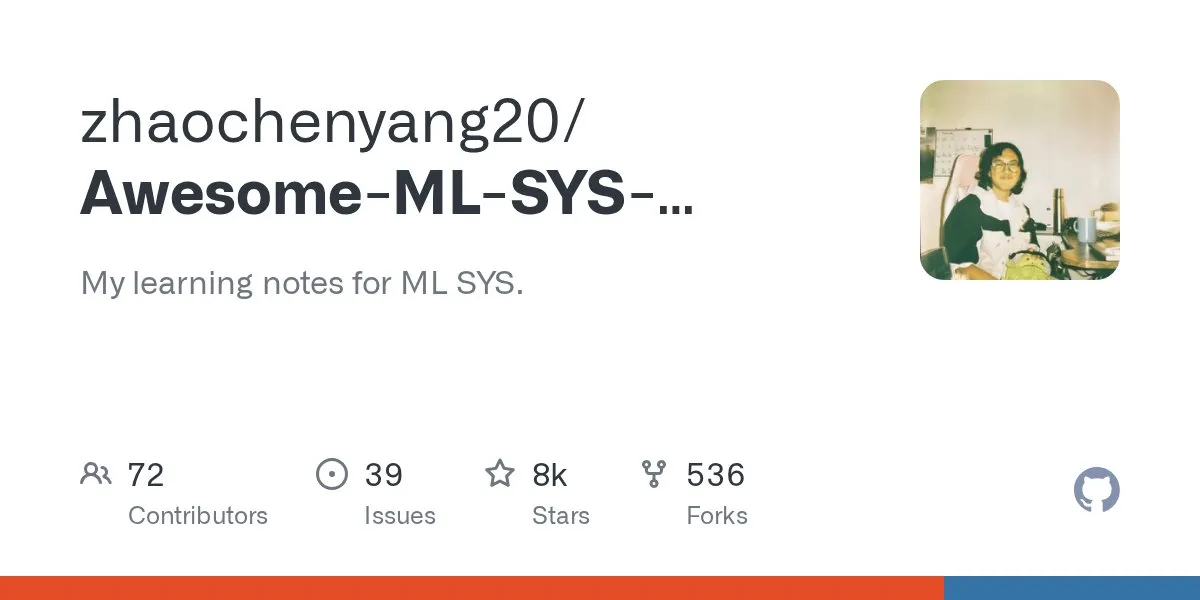 zhaochenyang20/
Awesome-ML-SYS-...
My learning notes for ML SYS.
72
Contributors
39
Issues
8k
Stars
536
Forks